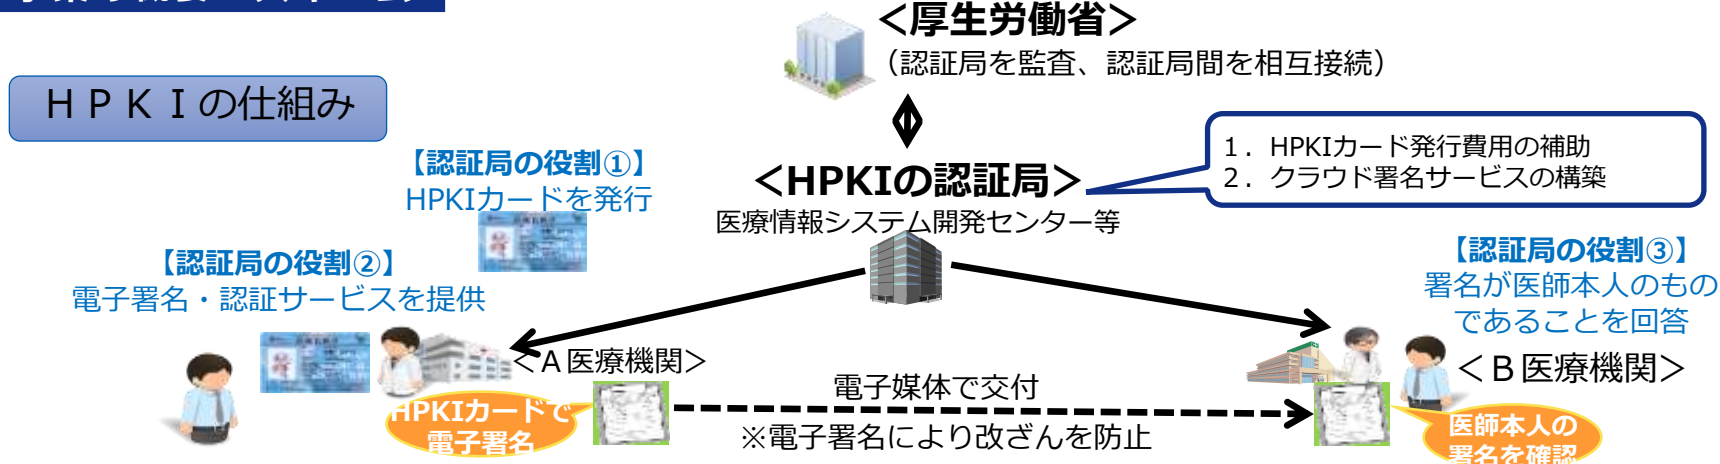 ＜厚生労働省＞
（認証局を監査、認証局間を相互接続）
ＨＰＫＩの仕組み
【認証局の役割①】
HPKIカードを発行
＜HPKIの認証局＞
医療情報システム開発センター等
1．HPKIカード発行費用の補助
2．クラウド署名サービスの構築
【認証局の役割②】
電子署名・認証サービスを提供
【認証局の役割③】
署名が医師本人のもの
であることを回答
＜Ａ医療機関＞
＜Ｂ医療機関＞
HPKIカードで
電子署名
電子媒体で交付
※電子署名により改ざんを防止
医師本人の
署名を確認